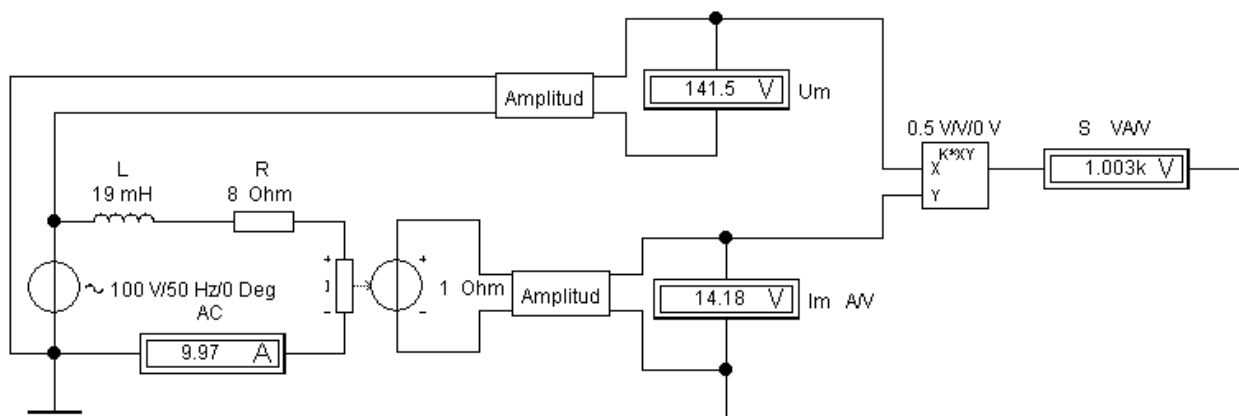 Amplitud
141.5 V
Um
0.5 V/V/0 V
K*XY
X
Y
S VA/V
1.003k V
L
19 mH
R
8 Ohm
~ 100 V/50 Hz/0 Deg
AC
9.97 A
+
I
-
+
-
1 Ohm
Amplitud
14.18 V
Im A/V